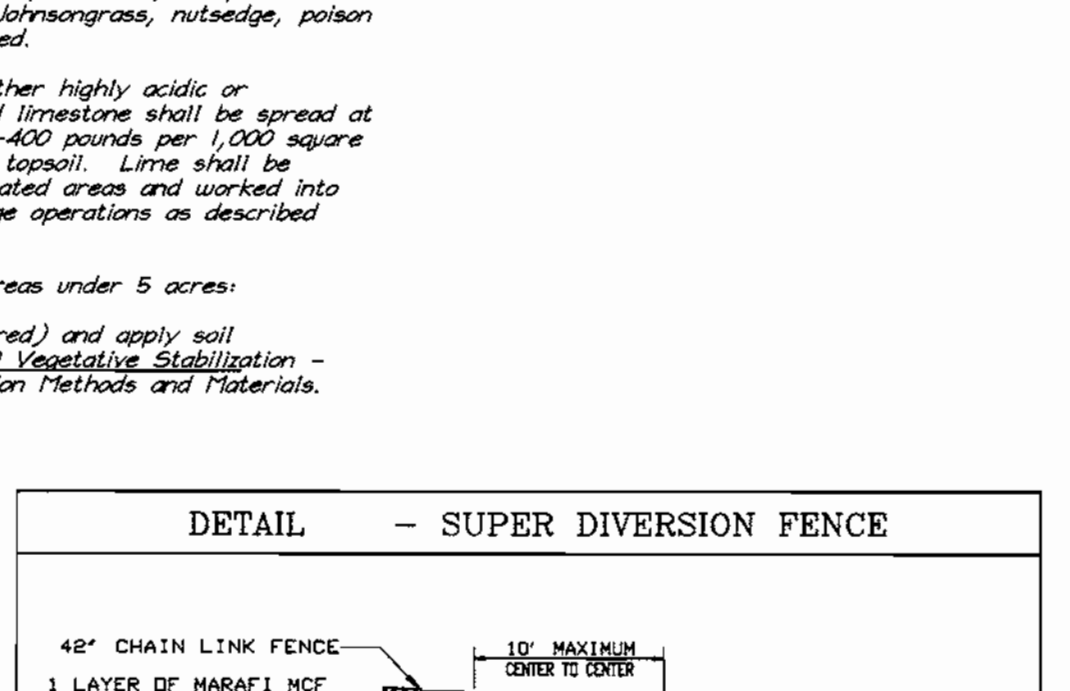 Johnsongrass, nutsedge, poison
ed.
ther highly acidic or
limestone shall be spread at
-400 pounds per 1,000 square
topsoil. Lime shall be
ated areas and worked into
ge operations as described
reas under 5 acres:
red) and apply soil
Vegetative Stabilization -
ion Methods and Materials.
DETAIL - SUPER DIVERSION FENCE
42" CHAIN LINK FENCE
10' MAXIMUM
CENTER TO CENTER
1 LAYER OF MARAFI MCF